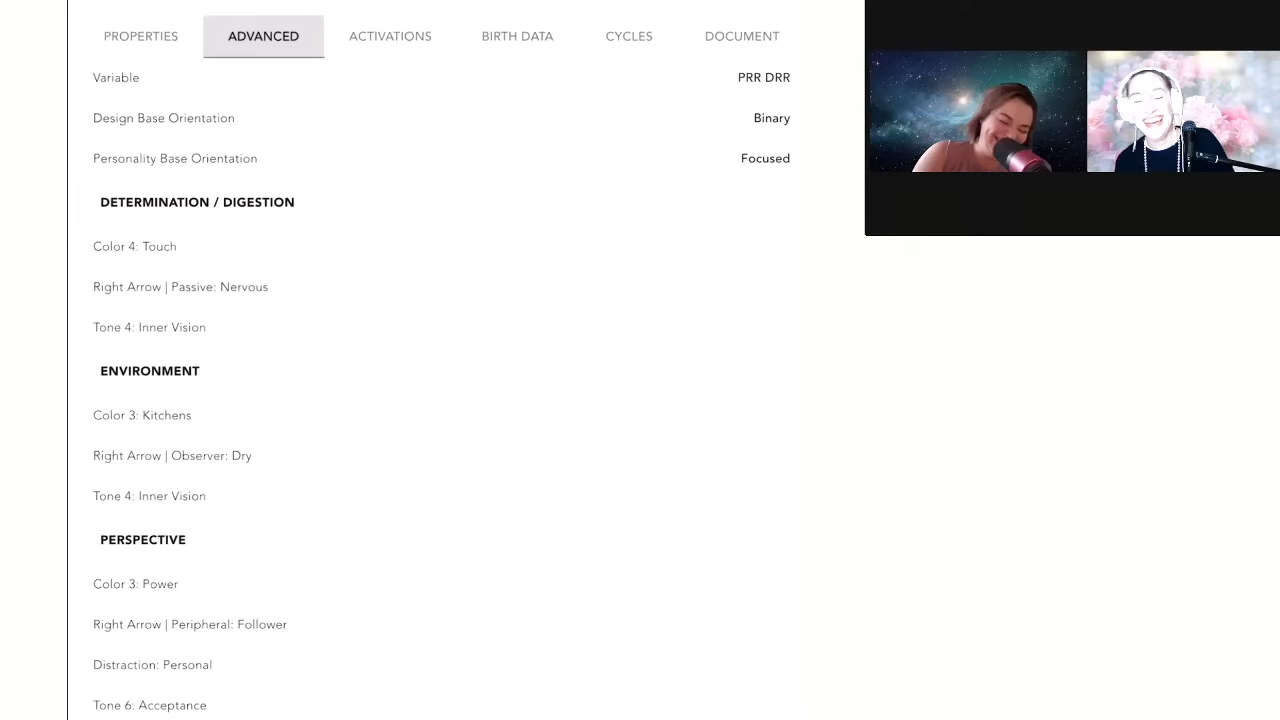 PROPERTIES ADVANCED ACTIVATIONS BIRTH DATA CYCLES DOCUMENT
Variable PRR DRR
Design Base Orientation Binary
Personality Base Orientation Focused
DETERMINATION / DIGESTION
Color 4: Touch
Right Arrow | Passive: Nervous
Tone 4: Inner Vision
ENVIRONMENT
Color 3: Kitchens
Right Arrow | Observer: Dry
Tone 4: Inner Vision
PERSPECTIVE
Color 3: Power
Right Arrow | Peripheral: Follower
Distraction: Personal
Tone 6: Acceptance